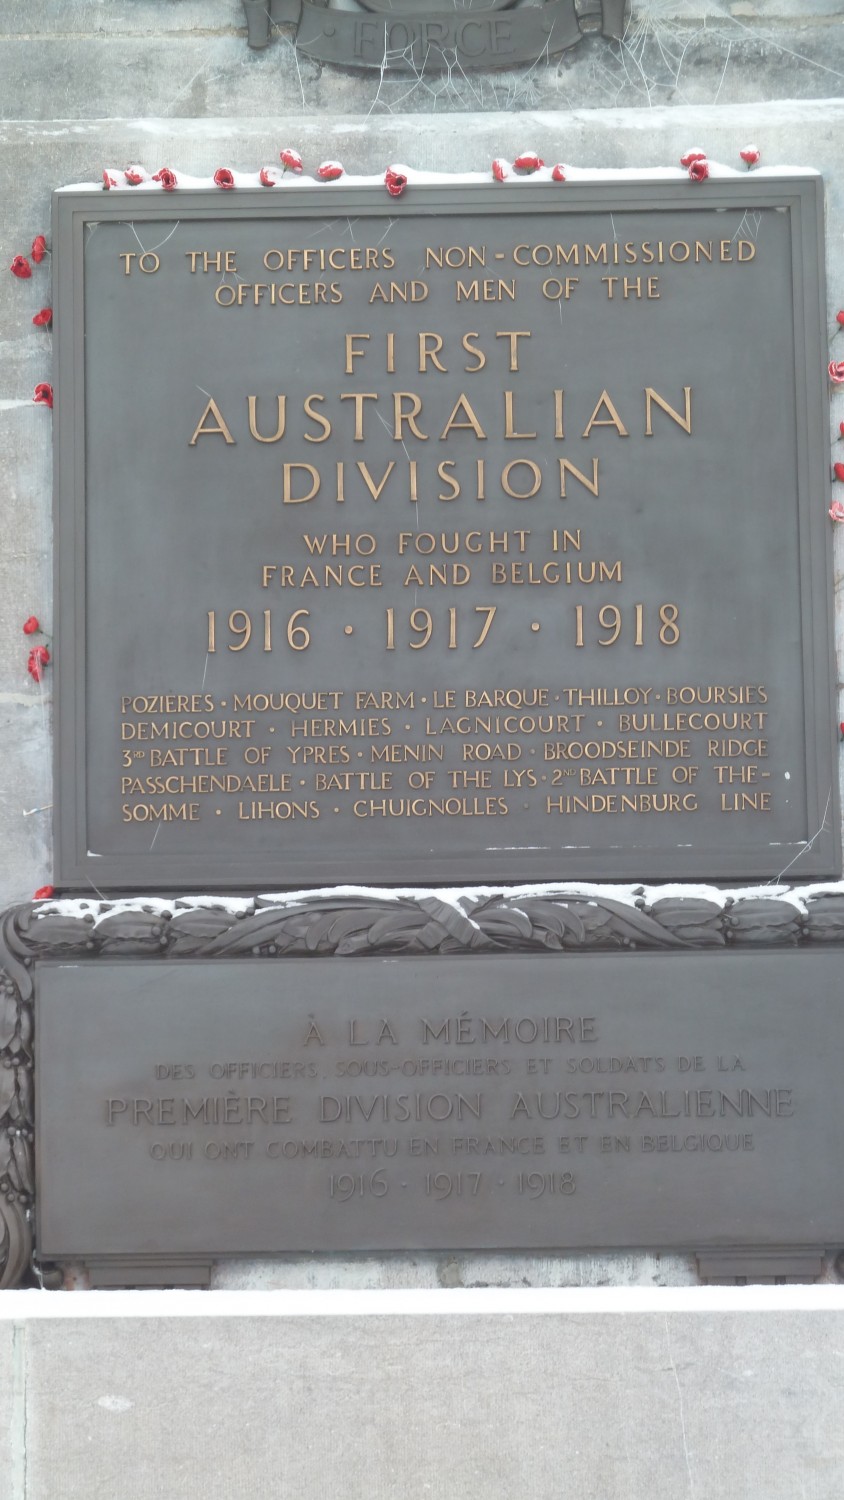 FORCE
TO THE OFFICERS NON-COMMISSIONED
OFFICERS AND MEN OF THE
FIRST
AUSTRALIAN
DIVISION
WHO FOUGHT IN
FRANCE AND BELGIUM
1916 · 1917 · 1918
POZIERES · MOUQUET FARM · LE BARQUE · THILLOY · BOURSIES
DEMICOURT · HERMIES · LAGNICOURT · BULLECOURT
3RD BATTLE OF YPRES · MENIN ROAD · BROODSEINDE RIDGE
PASSCHENDAELE · BATTLE OF THE LYS · 2ND BATTLE OF THE-
SOMME · LIHONS · CHUIGNOLLES · HINDENBURG LINE
À LA MÉMOIRE
DES OFFICIERS, SOUS-OFFICIERS ET SOLDATS DE LA
PREMIÈRE DIVISION AUSTRALIENNE
QUI ONT COMBATTU EN FRANCE ET EN BELGIQUE
1916 · 1917 · 1918